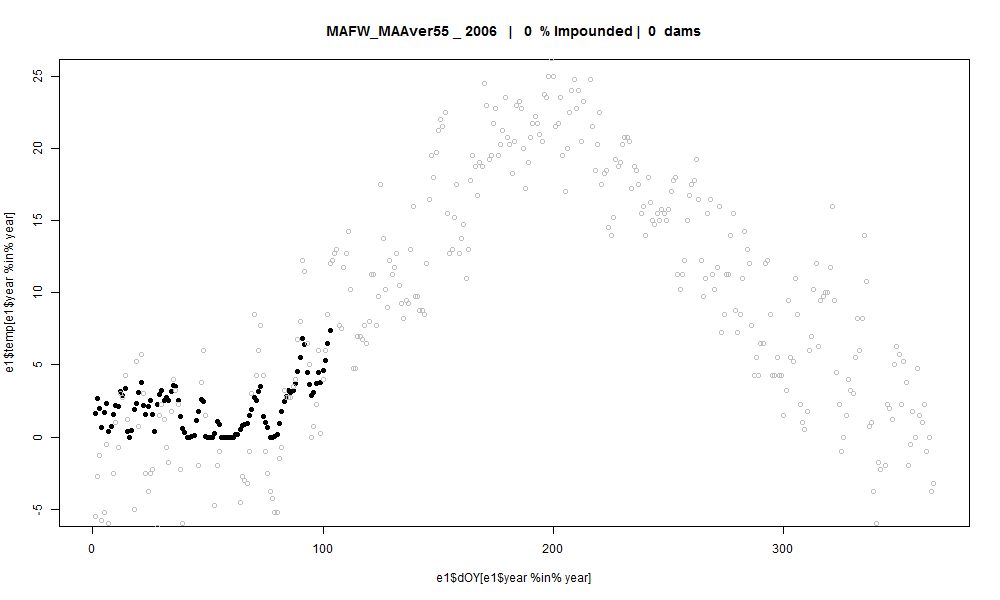 MAFW_MAAver55 _ 2006 | 0 % Impounded | 0 dams
25
20
15
10
5
0
-5
e1$temp[e1$year %in% year]
0 100 200 300
e1$dOY[e1$year %in% year]